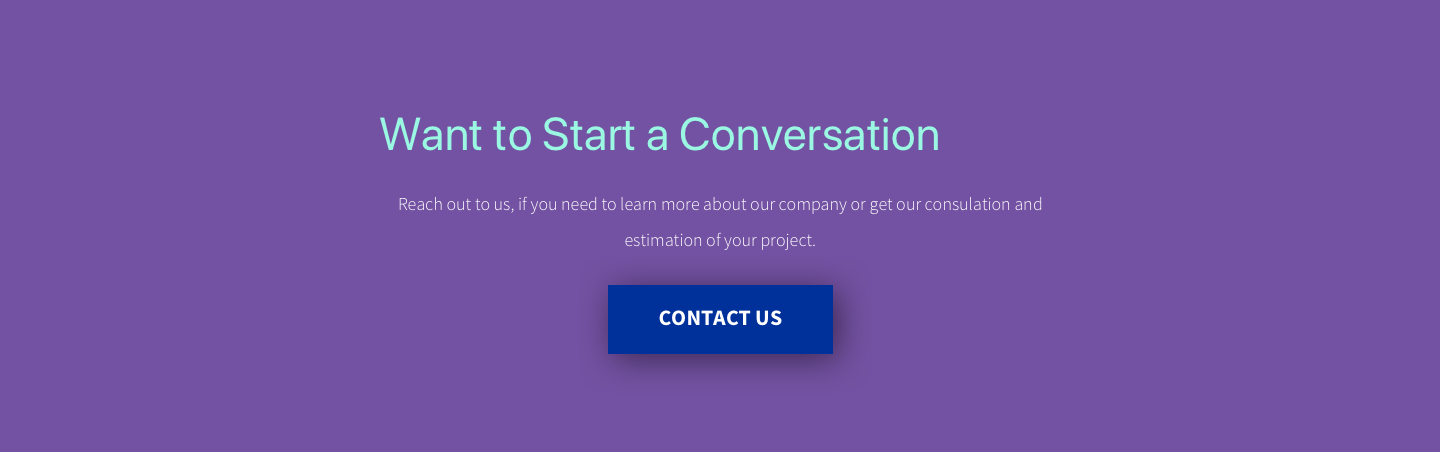 Want to Start a Conversation
Reach out to us, if you need to learn more about our company or get our consulation and
estimation of your project.
CONTACT US